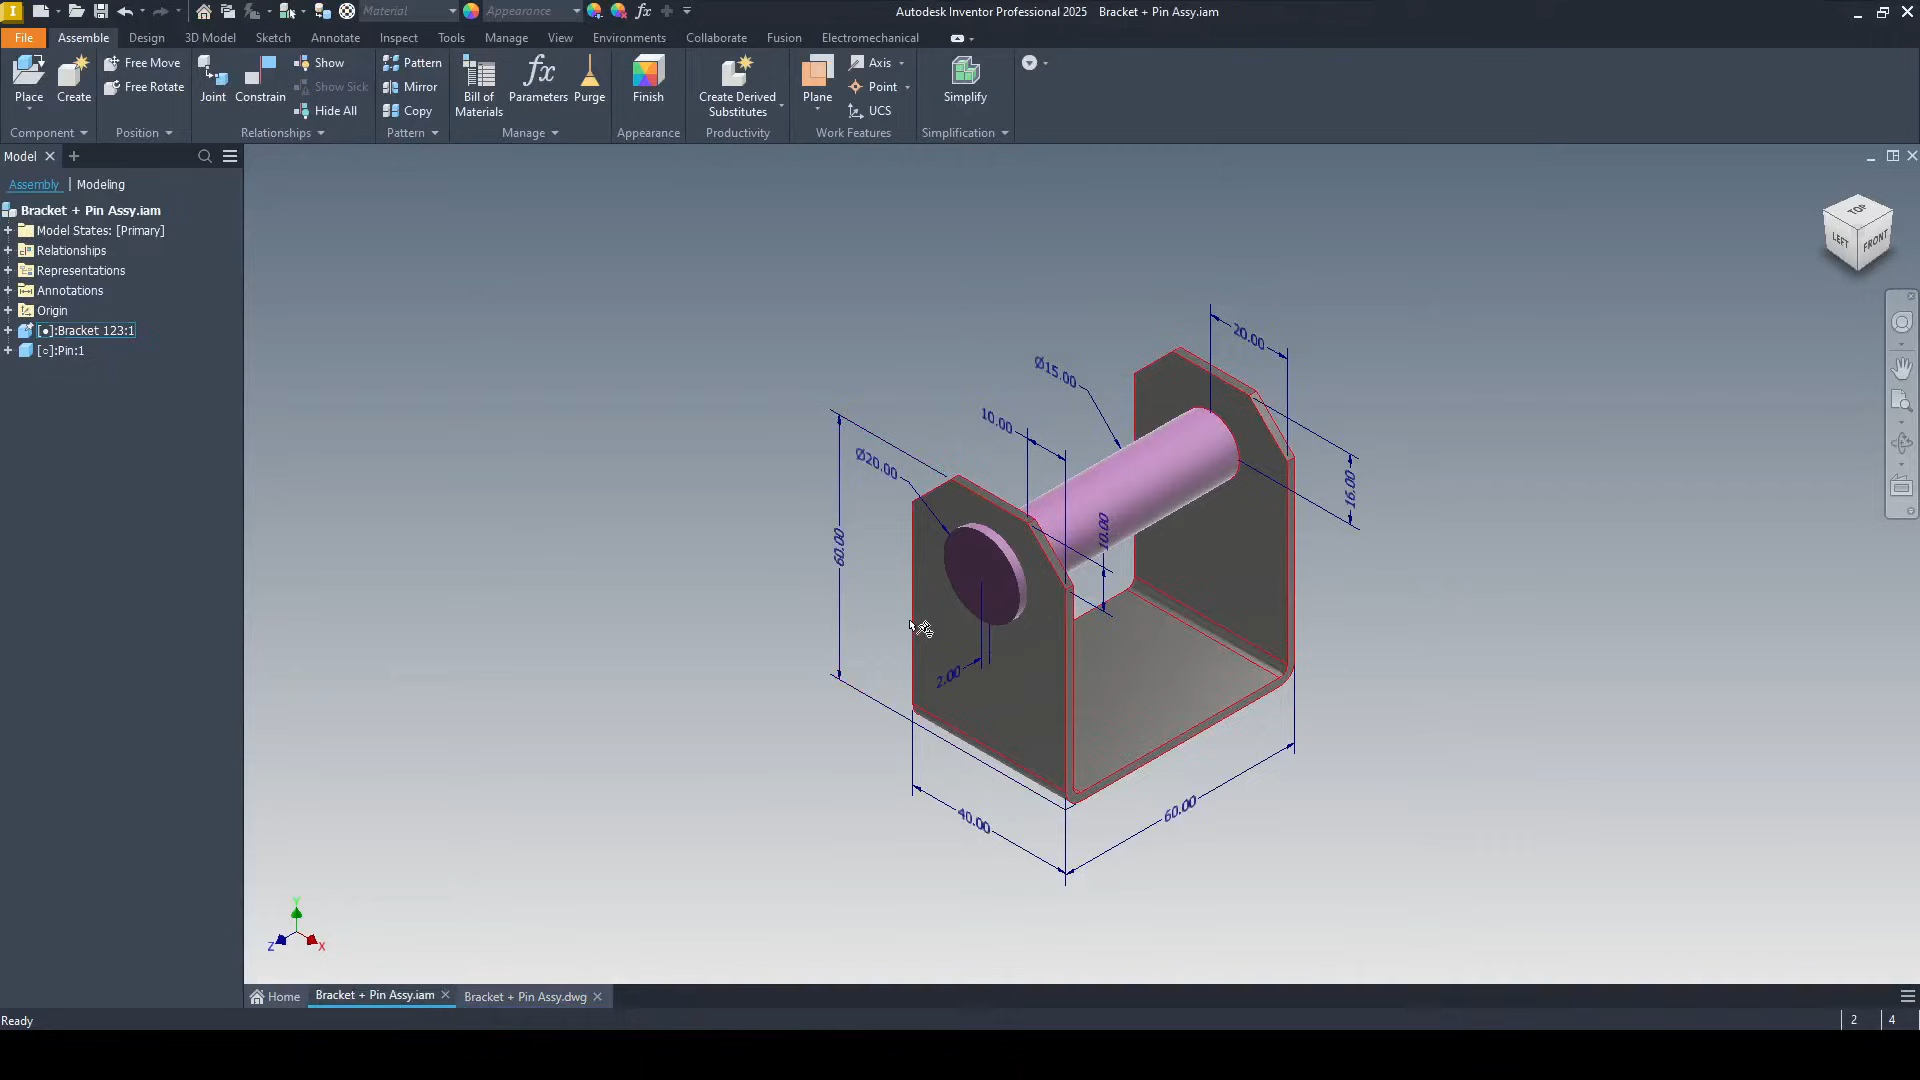 Material
Appearance
fx
Autodesk Inventor Professional 2025 Bracket + Pin Assy.iam
File Assemble Design 3D Model Sketch Annotate Inspect Tools Manage View Environments Collaborate Fusion Electromechanical
Place
Create
Free Move
Free Rotate
Joint
Constrain
Show
Show Sick
Hide All
Pattern
Mirror
Copy
Bill of
Materials
fx
Parameters
Purge
Finish
Create Derived
Substitutes
Plane
Axis
Point
UCS
Simplify
Component
Position
Relationships
Pattern
Manage
Appearance
Productivity
Work Features
Simplification
Model
Assembly | Modeling
Bracket + Pin Assy.iam
Model States: [Primary]
Relationships
Representations
Annotations
Origin
[●]:Bracket 123:1
[○]:Pin:1
TOP
LEFT
FRONT
20.00
Ø15.00
10.00
Ø20.00
16.00
60.00
10.00
2.00
40.00
60.00
Y
Z
X
Home
Bracket + Pin Assy.iam
Bracket + Pin Assy.dwg
Ready
2
4